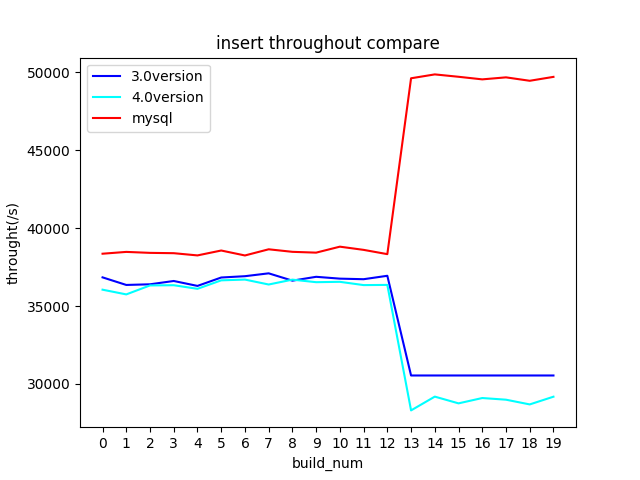 insert throughout compare
3.0version
4.0version
mysql
50000
45000
40000
35000
30000
throught(/s)
0 1 2 3 4 5 6 7 8 9 10 11 12 13 14 15 16 17 18 19
build_num